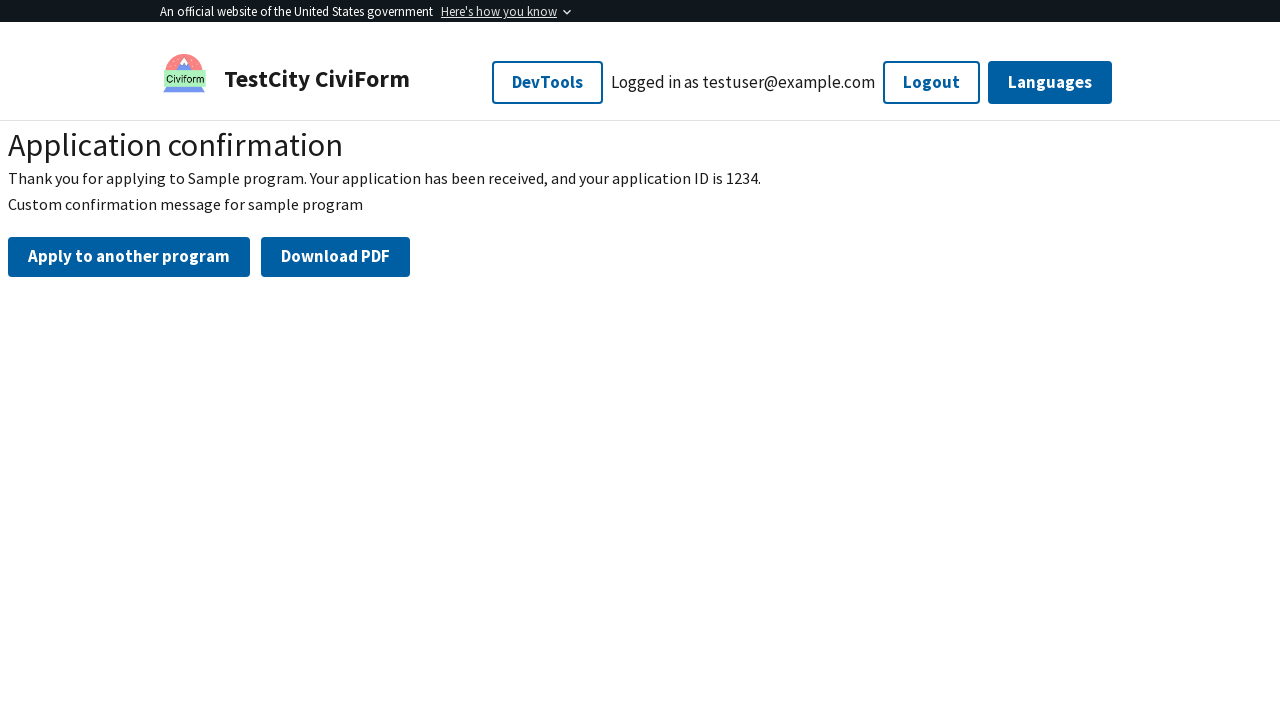 An official website of the United States government Here's how you know
Civiform
TestCity CiviForm
DevTools
Logged in as testuser@example.com
Logout
Languages
Application confirmation
Thank you for applying to Sample program. Your application has been received, and your application ID is 1234.
Custom confirmation message for sample program
Apply to another program
Download PDF